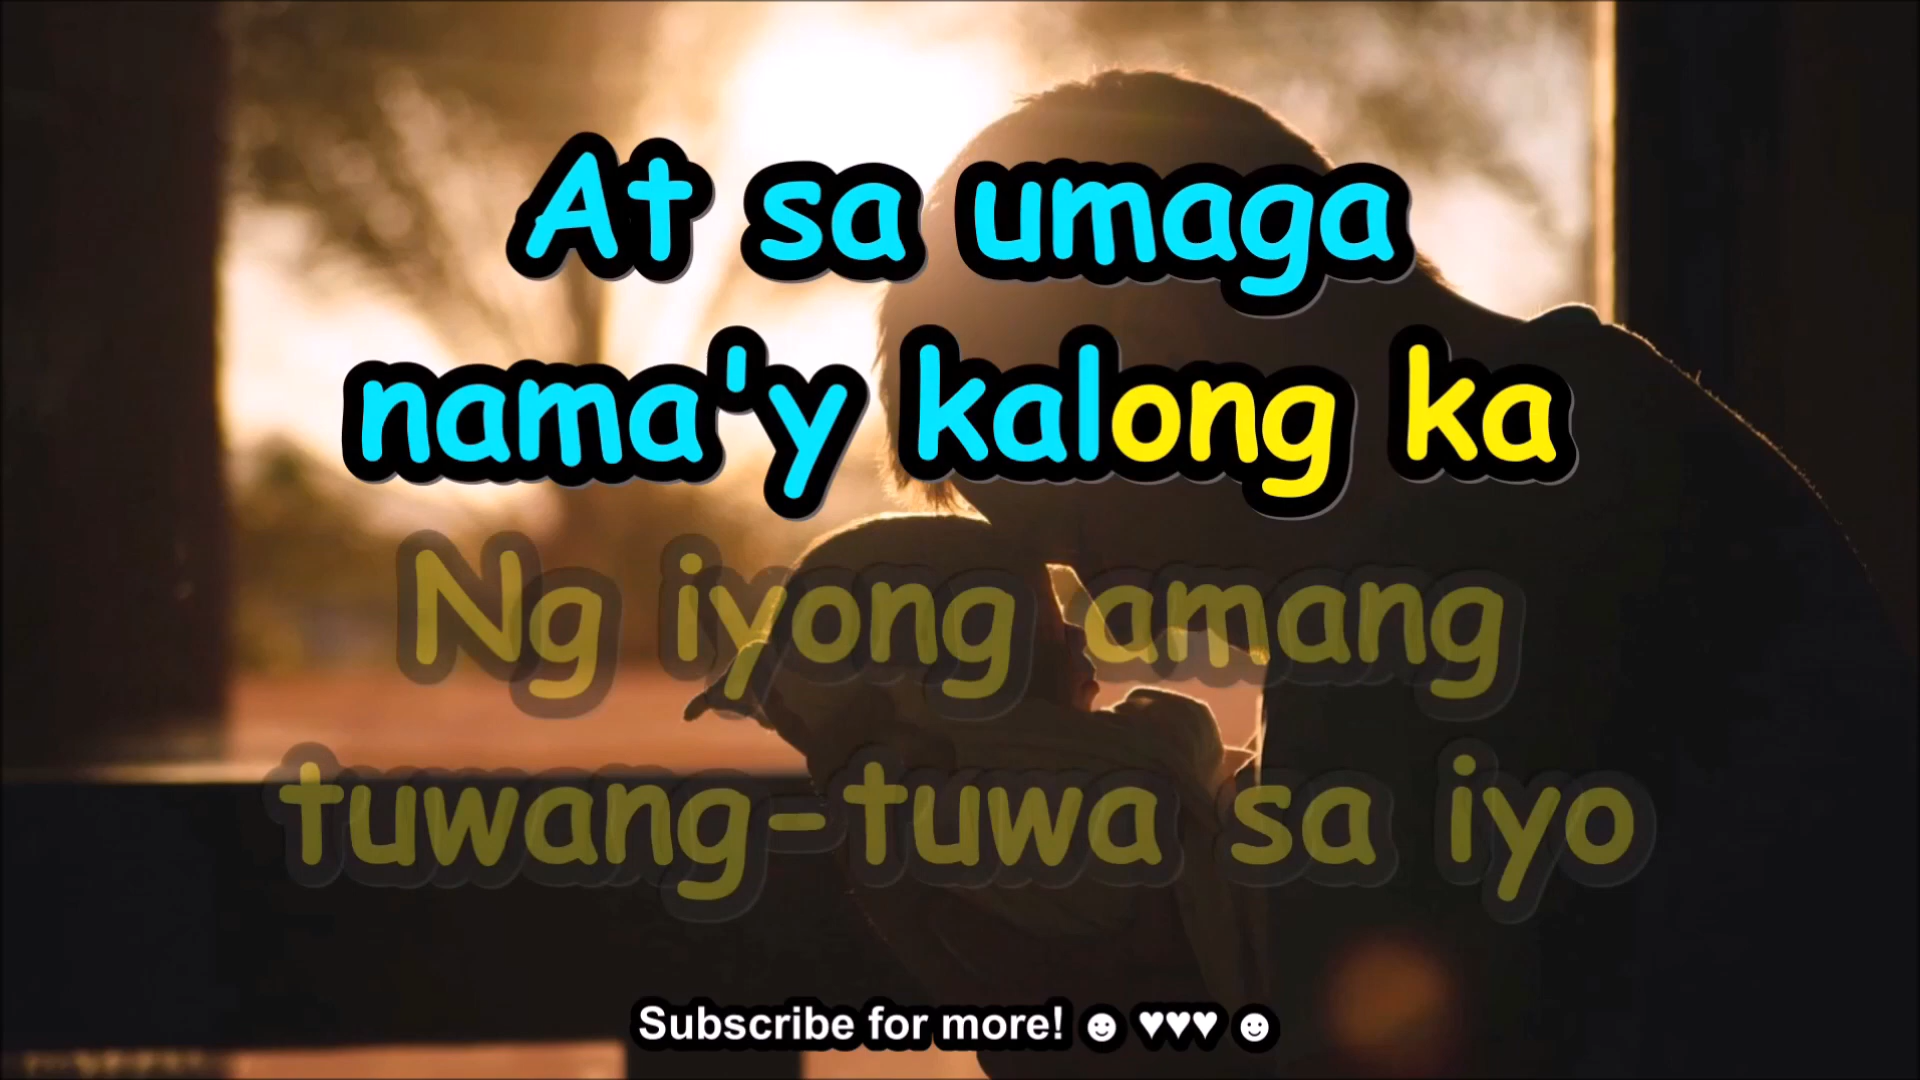 At sa umaga
nama'y kalong ka
Ng iyong amang
tuwang-tuwa sa iyo
Subscribe for more! ☻ ♥♥♥ ☻